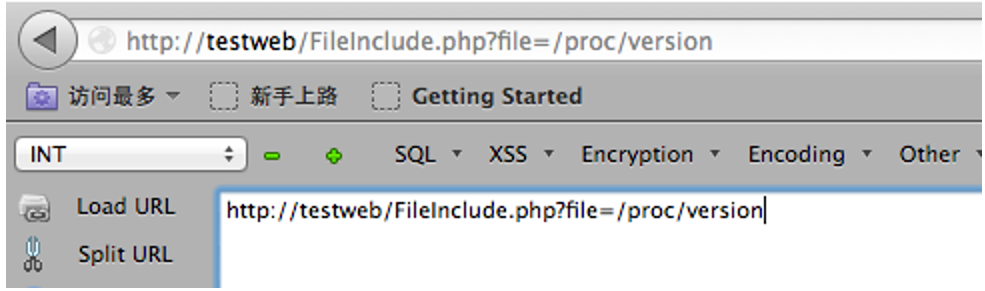 http://testweb/FileInclude.php?file=/proc/version
访问最多 新手上路 Getting Started
INT SQL XSS Encryption Encoding Other
Load URL http://testweb/FileInclude.php?file=/proc/version
Split URL